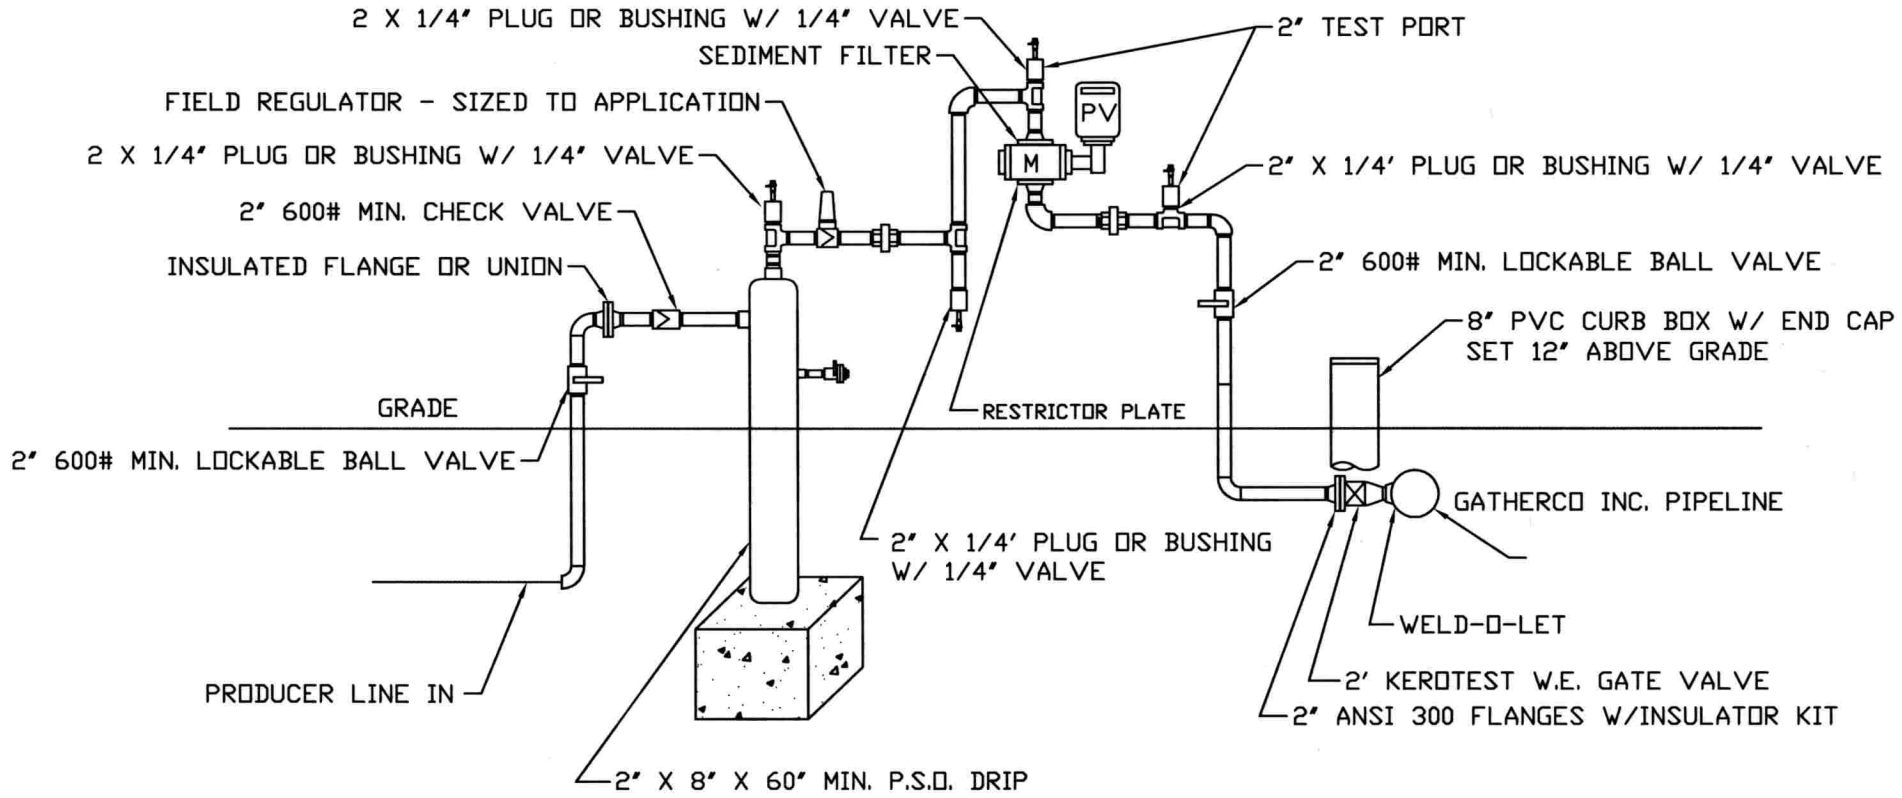 2 X 1/4" PLUG OR BUSHING W/ 1/4" VALVE
2" TEST PORT
SEDIMENT FILTER
FIELD REGULATOR - SIZED TO APPLICATION
PV
2 X 1/4" PLUG OR BUSHING W/ 1/4" VALVE
M
2" X 1/4' PLUG OR BUSHING W/ 1/4" VALVE
2" 600# MIN. CHECK VALVE
INSULATED FLANGE OR UNION
2" 600# MIN. LOCKABLE BALL VALVE
8" PVC CURB BOX W/ END CAP
SET 12" ABOVE GRADE
GRADE
RESTRICTOR PLATE
2" 600# MIN. LOCKABLE BALL VALVE
GATHERCO INC. PIPELINE
2" X 1/4' PLUG OR BUSHING
W/ 1/4" VALVE
WELD-O-LET
PRODUCER LINE IN
2' KEROTEST W.E. GATE VALVE
2" ANSI 300 FLANGES W/INSULATOR KIT
2" X 8" X 60" MIN. P.S.O. DRIP